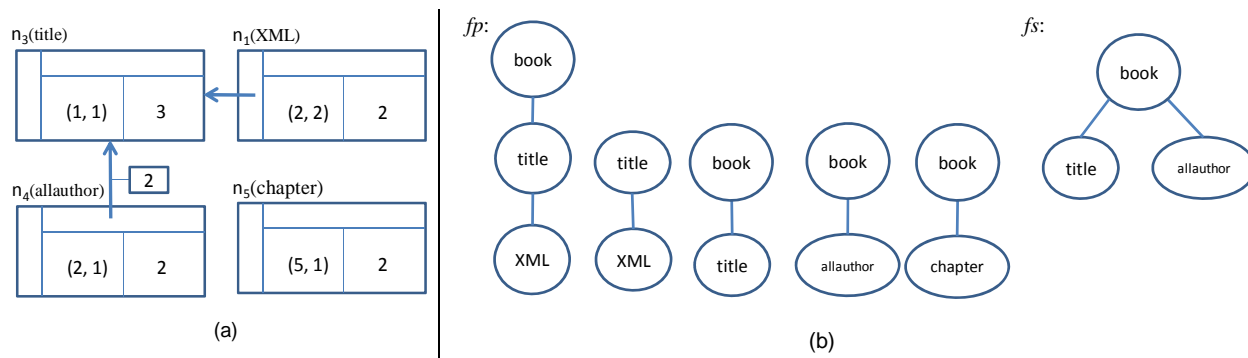 n3(title)
n1(XML)
(1, 1)
3
(2, 2)
2
2
n4(allauthor)
n5(chapter)
(2, 1)
2
(5, 1)
2
(a)
fp:
book
title
XML
title
XML
book
title
book
allauthor
book
chapter
fs:
book
title
allauthor
(b)